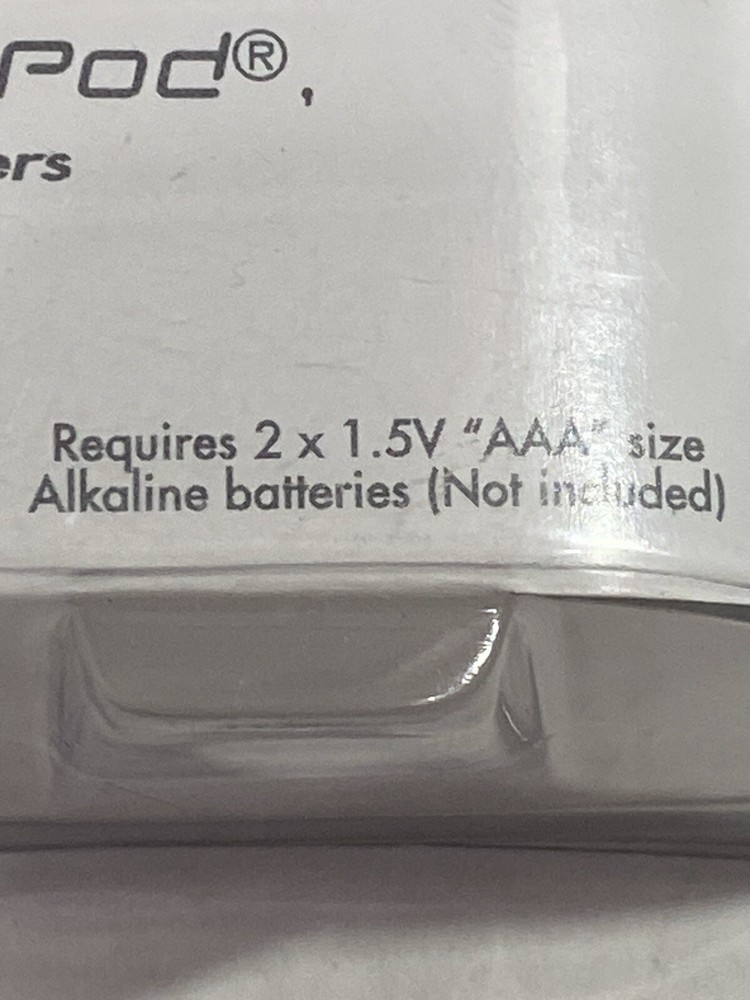 Pod®,
ers
Requires 2 x 1.5V “AAA” size
Alkaline batteries (Not included)